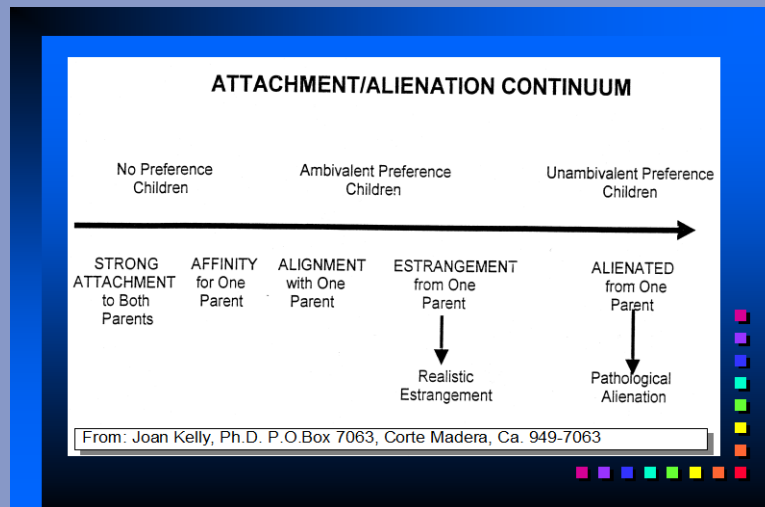 ATTACHMENT/ALIENATION CONTINUUM
No Preference
Children
Ambivalent Preference
Children
Unambivalent Preference
Children
STRONG
ATTACHMENT
to Both
Parents
AFFINITY
for One
Parent
ALIGNMENT
with One
Parent
ESTRANGEMENT
from One
Parent
ALIENATED
from One
Parent
Realistic
Estrangement
Pathological
Alienation
From: Joan Kelly, Ph.D. P.O.Box 7063, Corte Madera, Ca. 949-7063